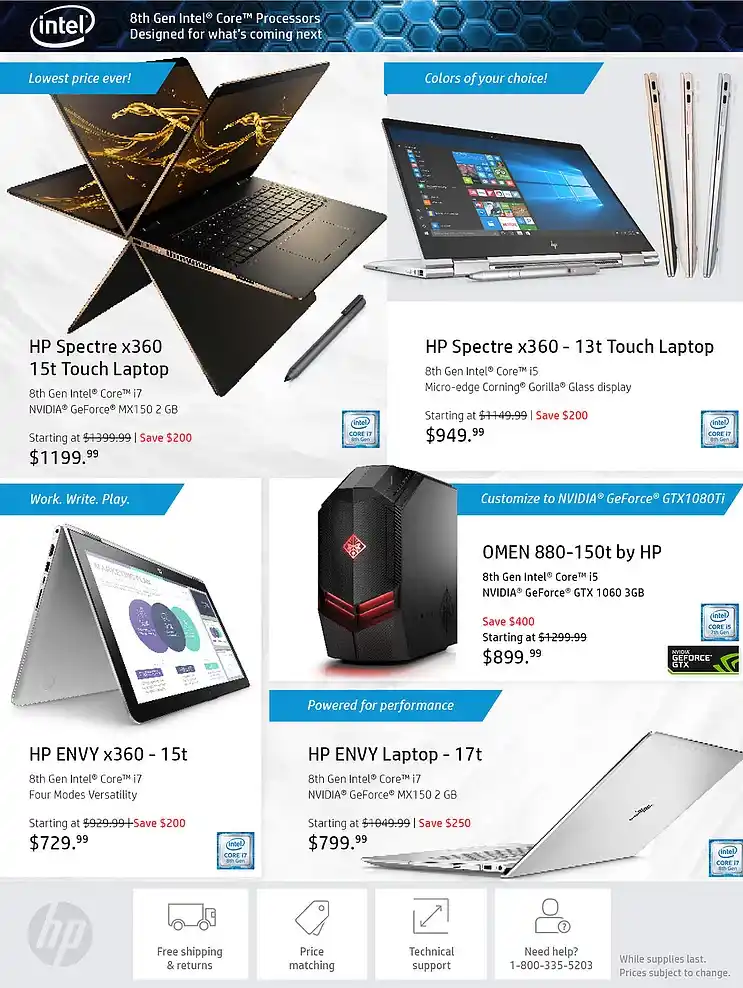 intel
8th Gen Intel® Core™ Processors
Designed for what's coming next
Lowest price ever!
HP Spectre x360
15t Touch Laptop
8th Gen Intel® Core™ i7
NVIDIA® GeForce® MX150 2 GB
Starting at $1399.99 | Save $200
$1199.99
intel
CORE i7
8th Gen
Colors of your choice!
HP Spectre x360 - 13t Touch Laptop
8th Gen Intel® Core™ i5
Micro-edge Corning® Gorilla® Glass display
Starting at $1149.99 | Save $200
$949.99
intel
CORE i7
8th Gen
Work. Write. Play.
MARKETING PLAN
HP ENVY x360 - 15t
8th Gen Intel® Core™ i7
Four Modes Versatility
Starting at $929.99 | Save $200
$729.99
intel
CORE i7
8th Gen
Customize to NVIDIA® GeForce® GTX1080Ti
OMEN 880-150t by HP
8th Gen Intel® Core™ i5
NVIDIA® GeForce® GTX 1060 3GB
Save $400
Starting at $1299.99
$899.99
intel
CORE i5
7th Gen
NVIDIA
GEFORCE®
GTX
Powered for performance
HP ENVY Laptop - 17t
8th Gen Intel® Core™ i7
NVIDIA® GeForce® MX150 2 GB
Starting at $1049.99 | Save $250
$799.99
intel
CORE i7
8th Gen
hp
Free shipping
& returns
Price
matching
Technical
support
Need help?
1-800-335-5203
While supplies last.
Prices subject to change.